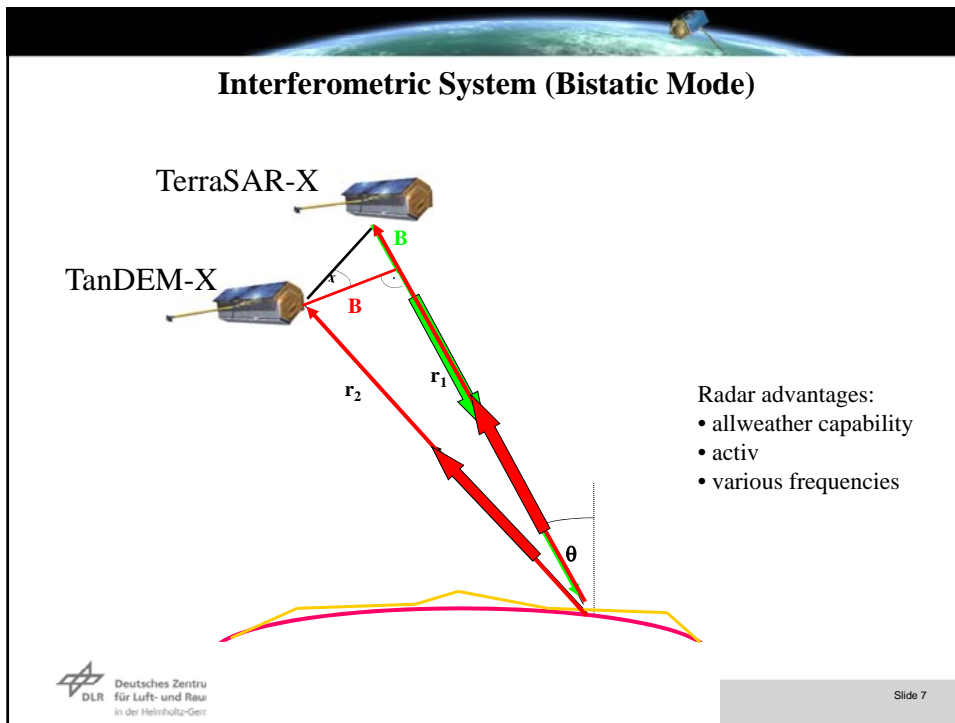 Interferometric System (Bistatic Mode)
TerraSAR-X
B
TanDEM-X
x
B
r1
r2
Radar advantages:
• allweather capability
• activ
• various frequencies
θ
DLR
Deutsches Zentru
für Luft- und Rau
in der Helmholtz-Gem
Slide 7